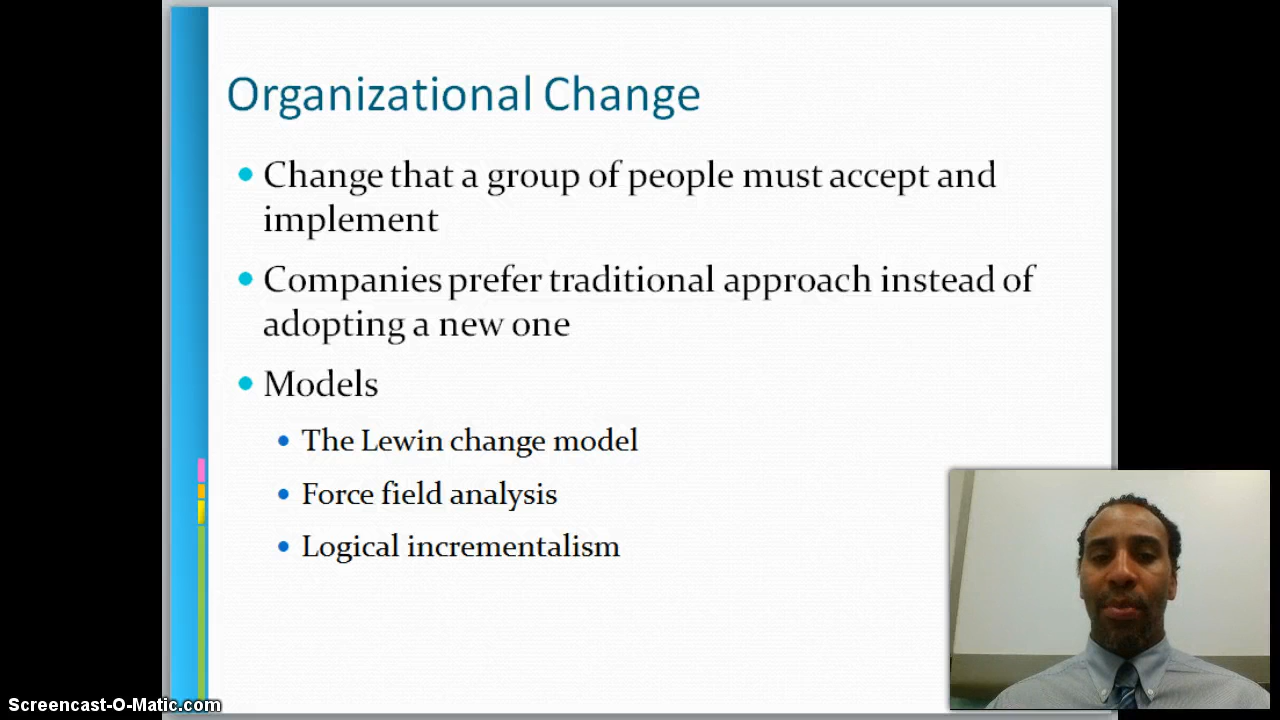 Organizational Change
Change that a group of people must accept and
implement
Companies prefer traditional approach instead of
adopting a new one
Models
The Lewin change model
Force field analysis
Logical incrementalism
Screencast-O-Matic.com